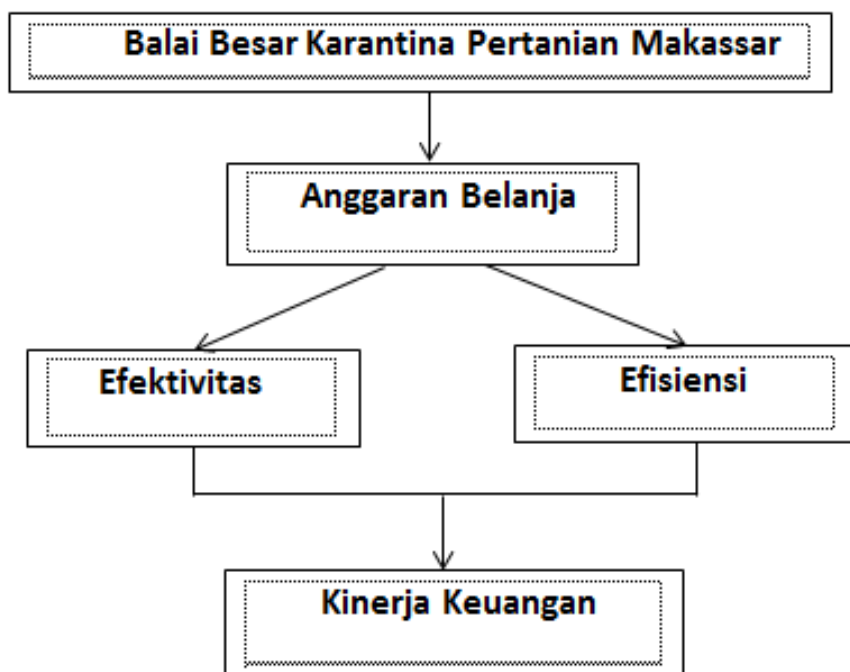 Balai Besar Karantina Pertanian Makassar
Anggaran Belanja
Efektivitas
Efisiensi
Kinerja Keuangan